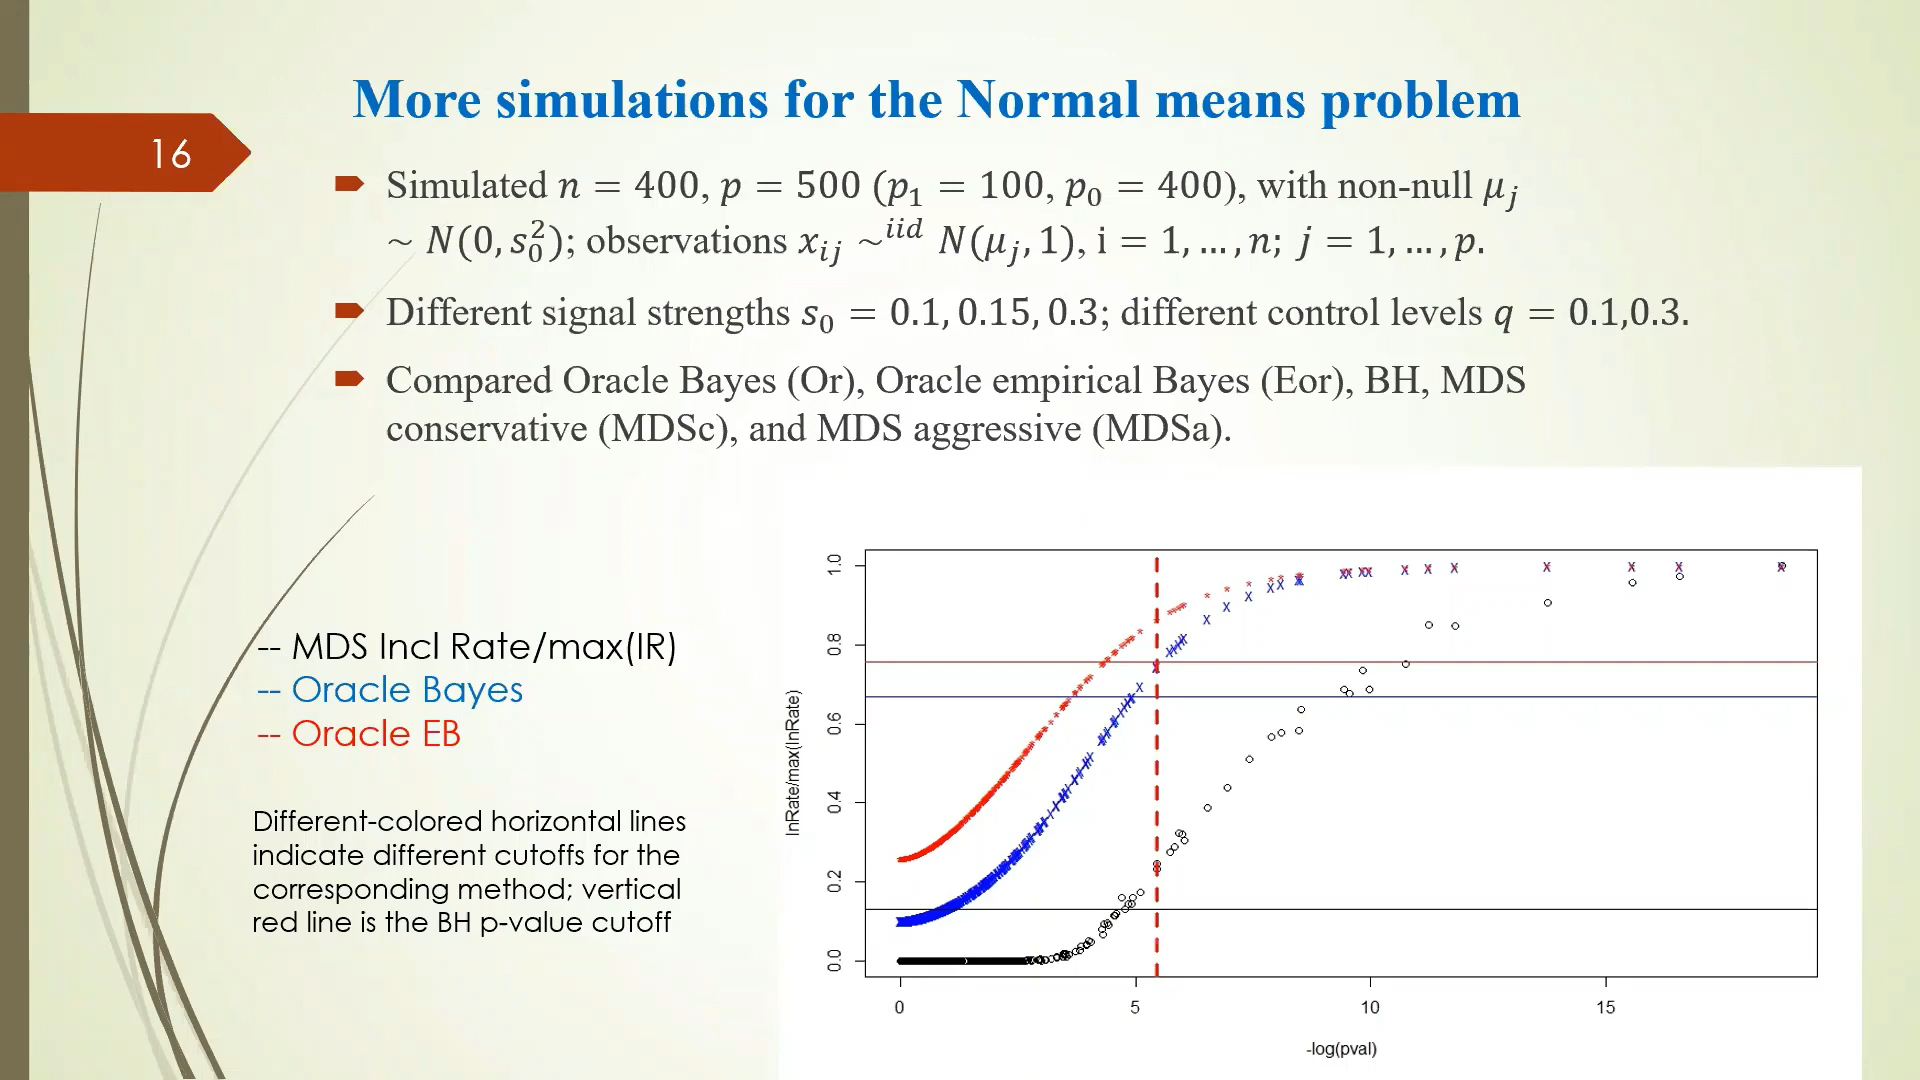 More simulations for the Normal means problem
16
Simulated n = 400, p = 500 (p₁ = 100, p₀ = 400), with non-null μⱼ
~ N(0, s₀²); observations xᵢⱼ ~ⁱⁱᵈ N(μⱼ, 1), i = 1, … , n; j = 1, … , p.
Different signal strengths s₀ = 0.1, 0.15, 0.3; different control levels q = 0.1,0.3.
Compared Oracle Bayes (Or), Oracle empirical Bayes (Eor), BH, MDS
conservative (MDSc), and MDS aggressive (MDSa).
-- MDS Incl Rate/max(IR)
-- Oracle Bayes
-- Oracle EB
Different-colored horizontal lines
indicate different cutoffs for the
corresponding method; vertical
red line is the BH p-value cutoff
InRate/max(InRate)
1.0
0.8
0.6
0.4
0.2
0.0
0 5 10 15
-log(pval)